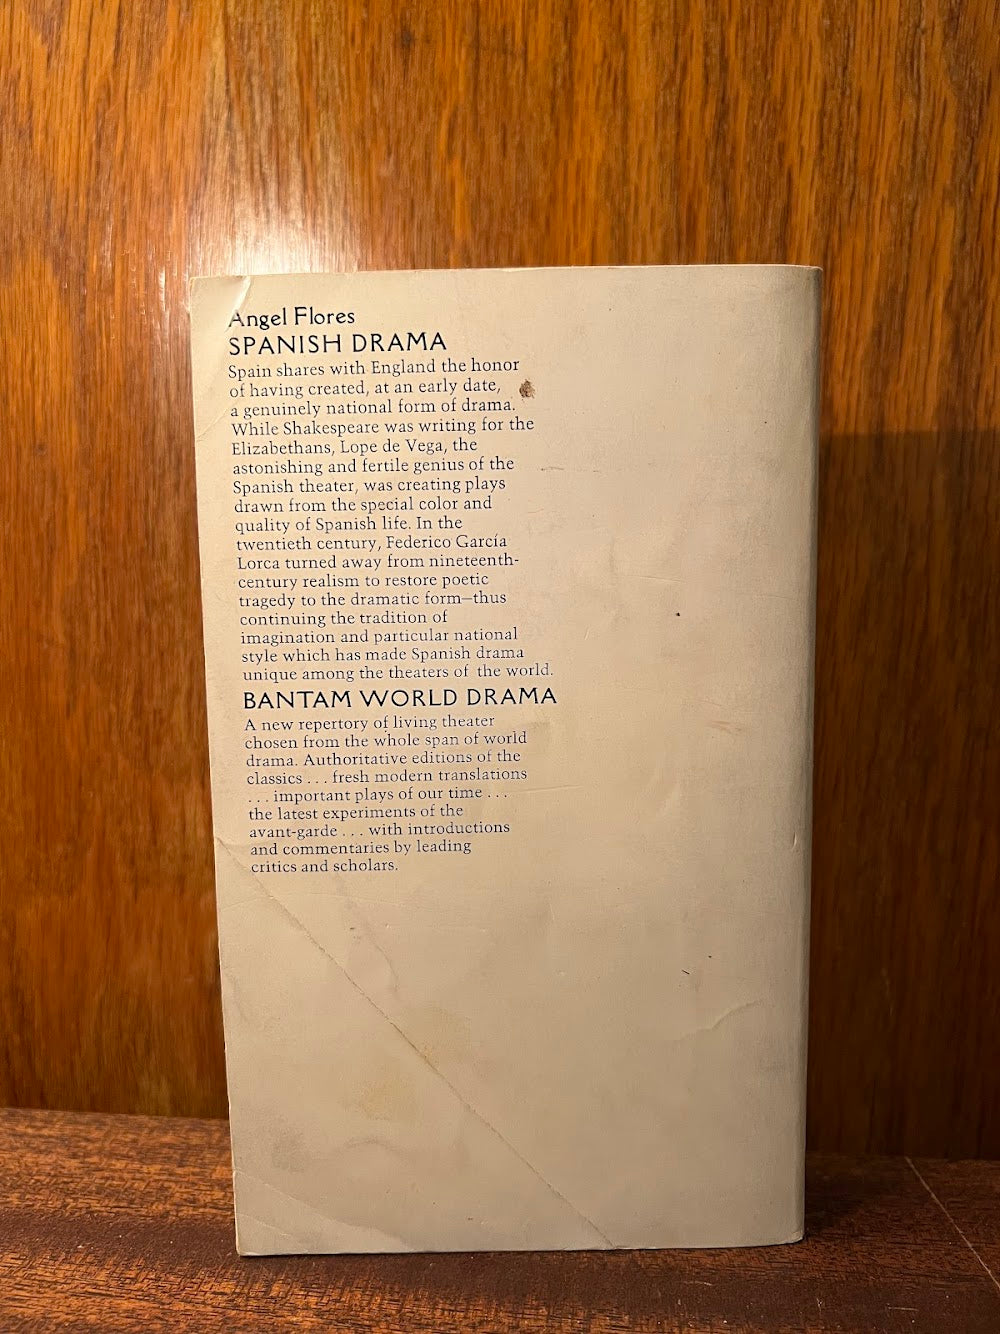 Angel Flores
SPANISH DRAMA
Spain shares with England the honor
of having created, at an early date,
a genuinely national form of drama.
While Shakespeare was writing for the
Elizabethans, Lope de Vega, the
astonishing and fertile genius of the
Spanish theater, was creating plays
drawn from the special color and
quality of Spanish life. In the
twentieth century, Federico García
Lorca turned away from nineteenth-
century realism to restore poetic
tragedy to the dramatic form—thus
continuing the tradition of
imagination and particular national
style which has made Spanish drama
unique among the theaters of the world.
BANTAM WORLD DRAMA
A new repertory of living theater
chosen from the whole span of world
drama. Authoritative editions of the
classics . . . fresh modern translations
. . . important plays of our time . . .
the latest experiments of the
avant-garde . . . with introductions
and commentaries by leading
critics and scholars.